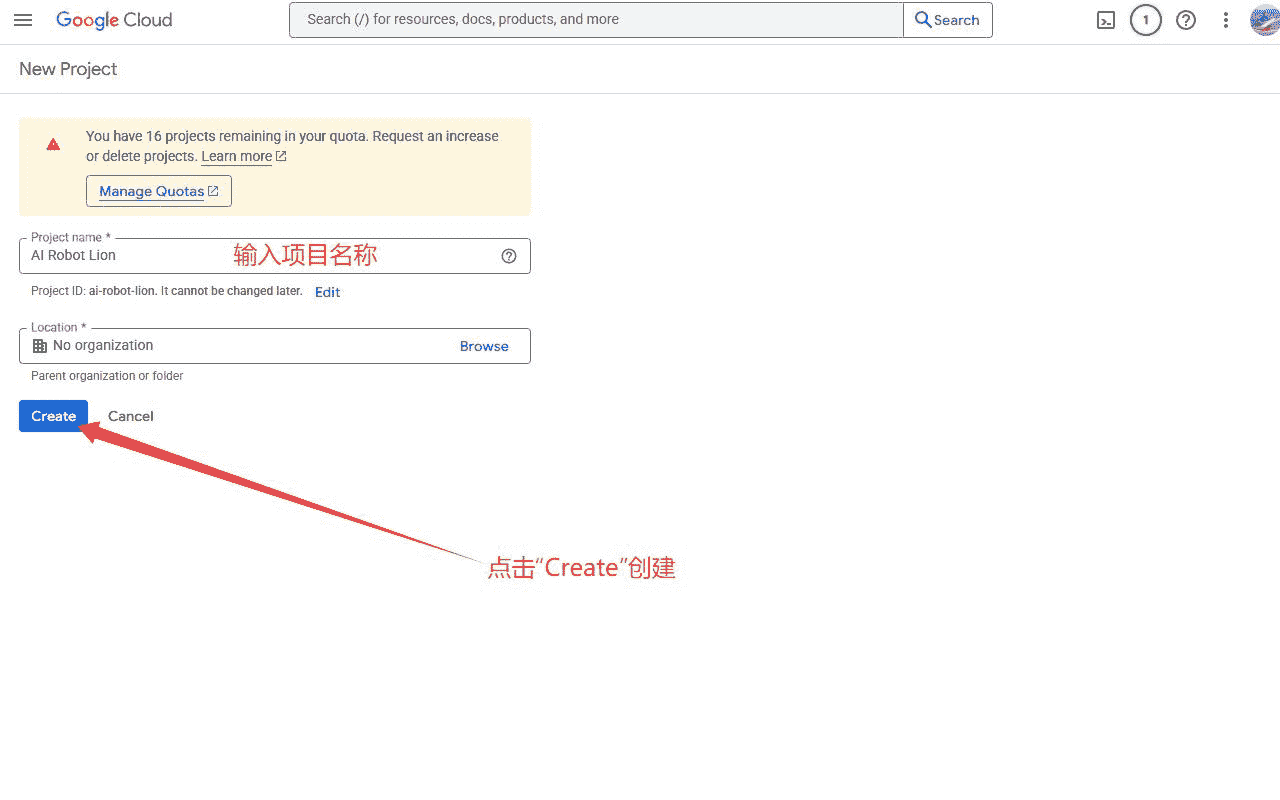 Google Cloud
Search (/) for resources, docs, products, and more
Search
1
New Project
You have 16 projects remaining in your quota. Request an increase
or delete projects. Learn more
Manage Quotas
Project name *
AI Robot Lion
输入项目名称
Project ID: ai-robot-lion. It cannot be changed later. Edit
Location *
No organization
Browse
Parent organization or folder
Create
Cancel
点击“Create”创建